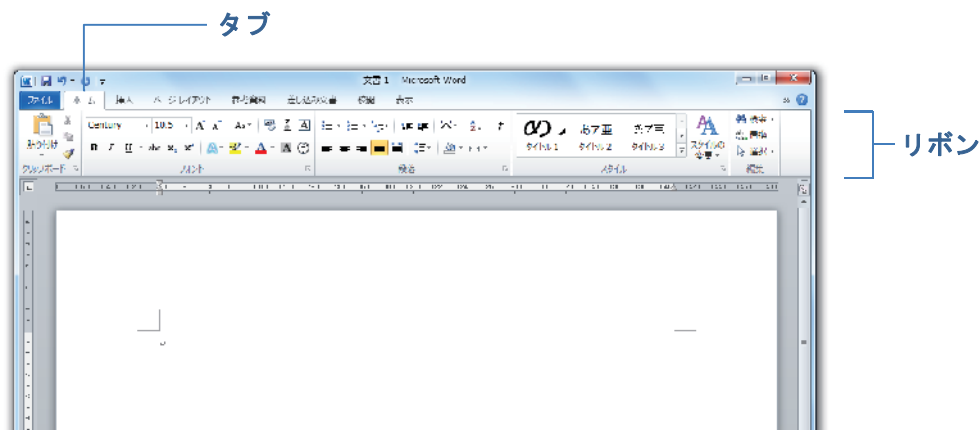 タブ
文書 1 - Microsoft Word
ファイル ホーム 挿入 ページ レイアウト 参考資料 差し込み文書 校閲 表示
リボン
Century 10.5
貼り付け
タイトル 1 タイトル 2 タイトル 3
スタイルの変更
検索
置換
選択
クリップボード フォント 段落 スタイル 編集